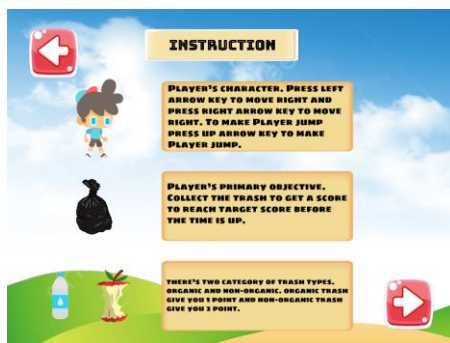 INSTRUCTION
PLAYER'S CHARACTER. PRESS LEFT
ARROW KEY TO MOVE RIGHT AND
PRESS RIGHT ARROW KEY TO MOVE
RIGHT. TO MAKE PLAYER JUMP
PRESS UP ARROW KEY TO MAKE
PLAYER JUMP.
PLAYER'S PRIMARY OBJECTIVE.
COLLECT THE TRASH TO GET A SCORE
TO REACH TARGET SCORE BEFORE
THE TIME IS UP.
THERE'S TWO CATEGORY OF TRASH TYPES.
ORGANIC AND NON-ORGANIC. ORGANIC TRASH
GIVE YOU 1 POINT AND NON-ORGANIC TRASH
GIVE YOU POINT.